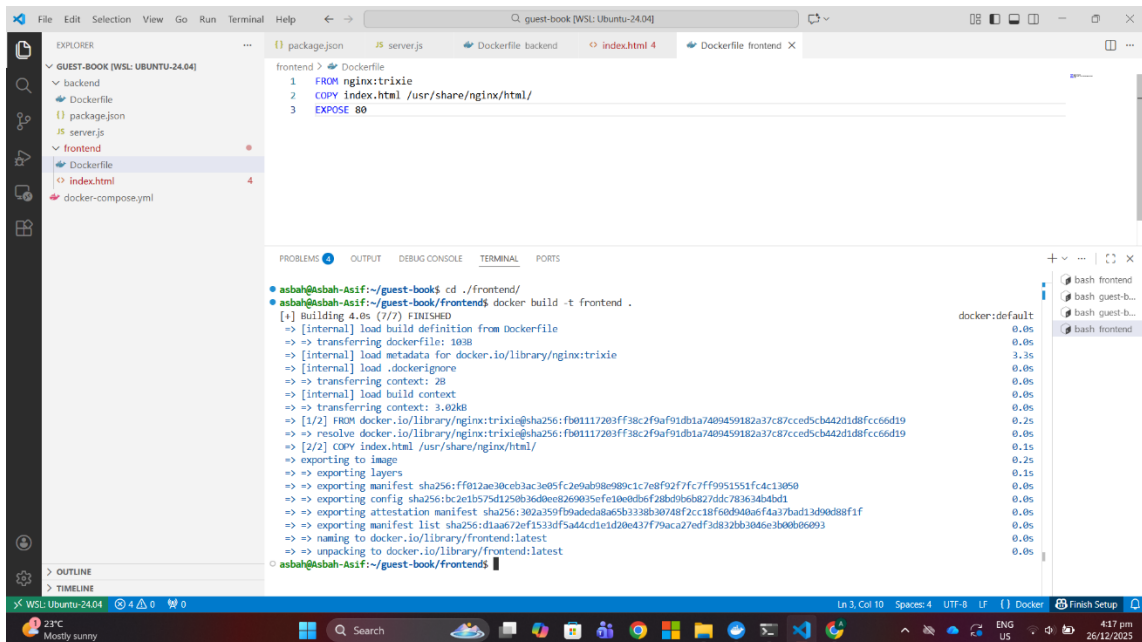 File Edit Selection View Go Run Terminal Help
guest-book [WSL: Ubuntu-24.04]
EXPLORER
package.json
JS server.js
Dockerfile backend
index.html 4
Dockerfile frontend
GUEST-BOOK [WSL: UBUNTU-24.04]
backend
Dockerfile
{} package.json
JS server.js
frontend
Dockerfile
<> index.html 4
docker-compose.yml
frontend > Dockerfile
1 FROM nginx:trixie
2 COPY index.html /usr/share/nginx/html/
3 EXPOSE 80
PROBLEMS 4 OUTPUT DEBUG CONSOLE TERMINAL PORTS
asbah@Asbah-Asif:~/guest-book$ cd ./frontend/
asbah@Asbah-Asif:~/guest-book/frontend$ docker build -t frontend .
[+] Building 4.0s (7/7) FINISHED docker:default
=> [internal] load build definition from Dockerfile 0.0s
=> => transferring dockerfile: 103B 0.0s
=> [internal] load metadata for docker.io/library/nginx:trixie 3.3s
=> [internal] load .dockerignore 0.0s
=> => transferring context: 2B 0.0s
=> [internal] load build context 0.0s
=> => transferring context: 3.02kB 0.0s
=> [1/2] FROM docker.io/library/nginx:trixie@sha256:fb01117203ff38c2f9af91db1a7409459182a37c87cced5cb442d1d8fcc66d19 0.2s
=> => resolve docker.io/library/nginx:trixie@sha256:fb01117203ff38c2f9af91db1a7409459182a37c87cced5cb442d1d8fcc66d19 0.0s
=> [2/2] COPY index.html /usr/share/nginx/html/ 0.1s
=> exporting to image 0.2s
=> => exporting layers 0.1s
=> => exporting manifest sha256:ff012ae30ceb3ac3e05fc2e9ab98e989c1c7e8f92f7fc7ff9951551fc4c13050 0.0s
=> => exporting config sha256:bc2e1b575d1250b36d0ee8269035efe10e0db6f28bd9b6b827ddc783634b4bd1 0.0s
=> => exporting attestation manifest sha256:302a359fb9adeda8a65b3338b30748f2cc18f60d940a6f4a37bad13d90d88f1f 0.0s
=> => exporting manifest list sha256:d1aa672ef1533df5a44cd1e1d20e437f79aca27edf3d832bb3046e3b00b06093 0.0s
=> => naming to docker.io/library/frontend:latest 0.0s
=> => unpacking to docker.io/library/frontend:latest 0.0s
asbah@Asbah-Asif:~/guest-book/frontend$
bash frontend
bash guest-b...
bash guest-b...
bash frontend
OUTLINE
TIMELINE
WSL: Ubuntu-24.04 4 0 0
Ln 3, Col 10 Spaces: 4 UTF-8 LF {} Docker Finish Setup
1
23°C
Mostly sunny
Search
ENG
US
4:17 pm
26/12/2025